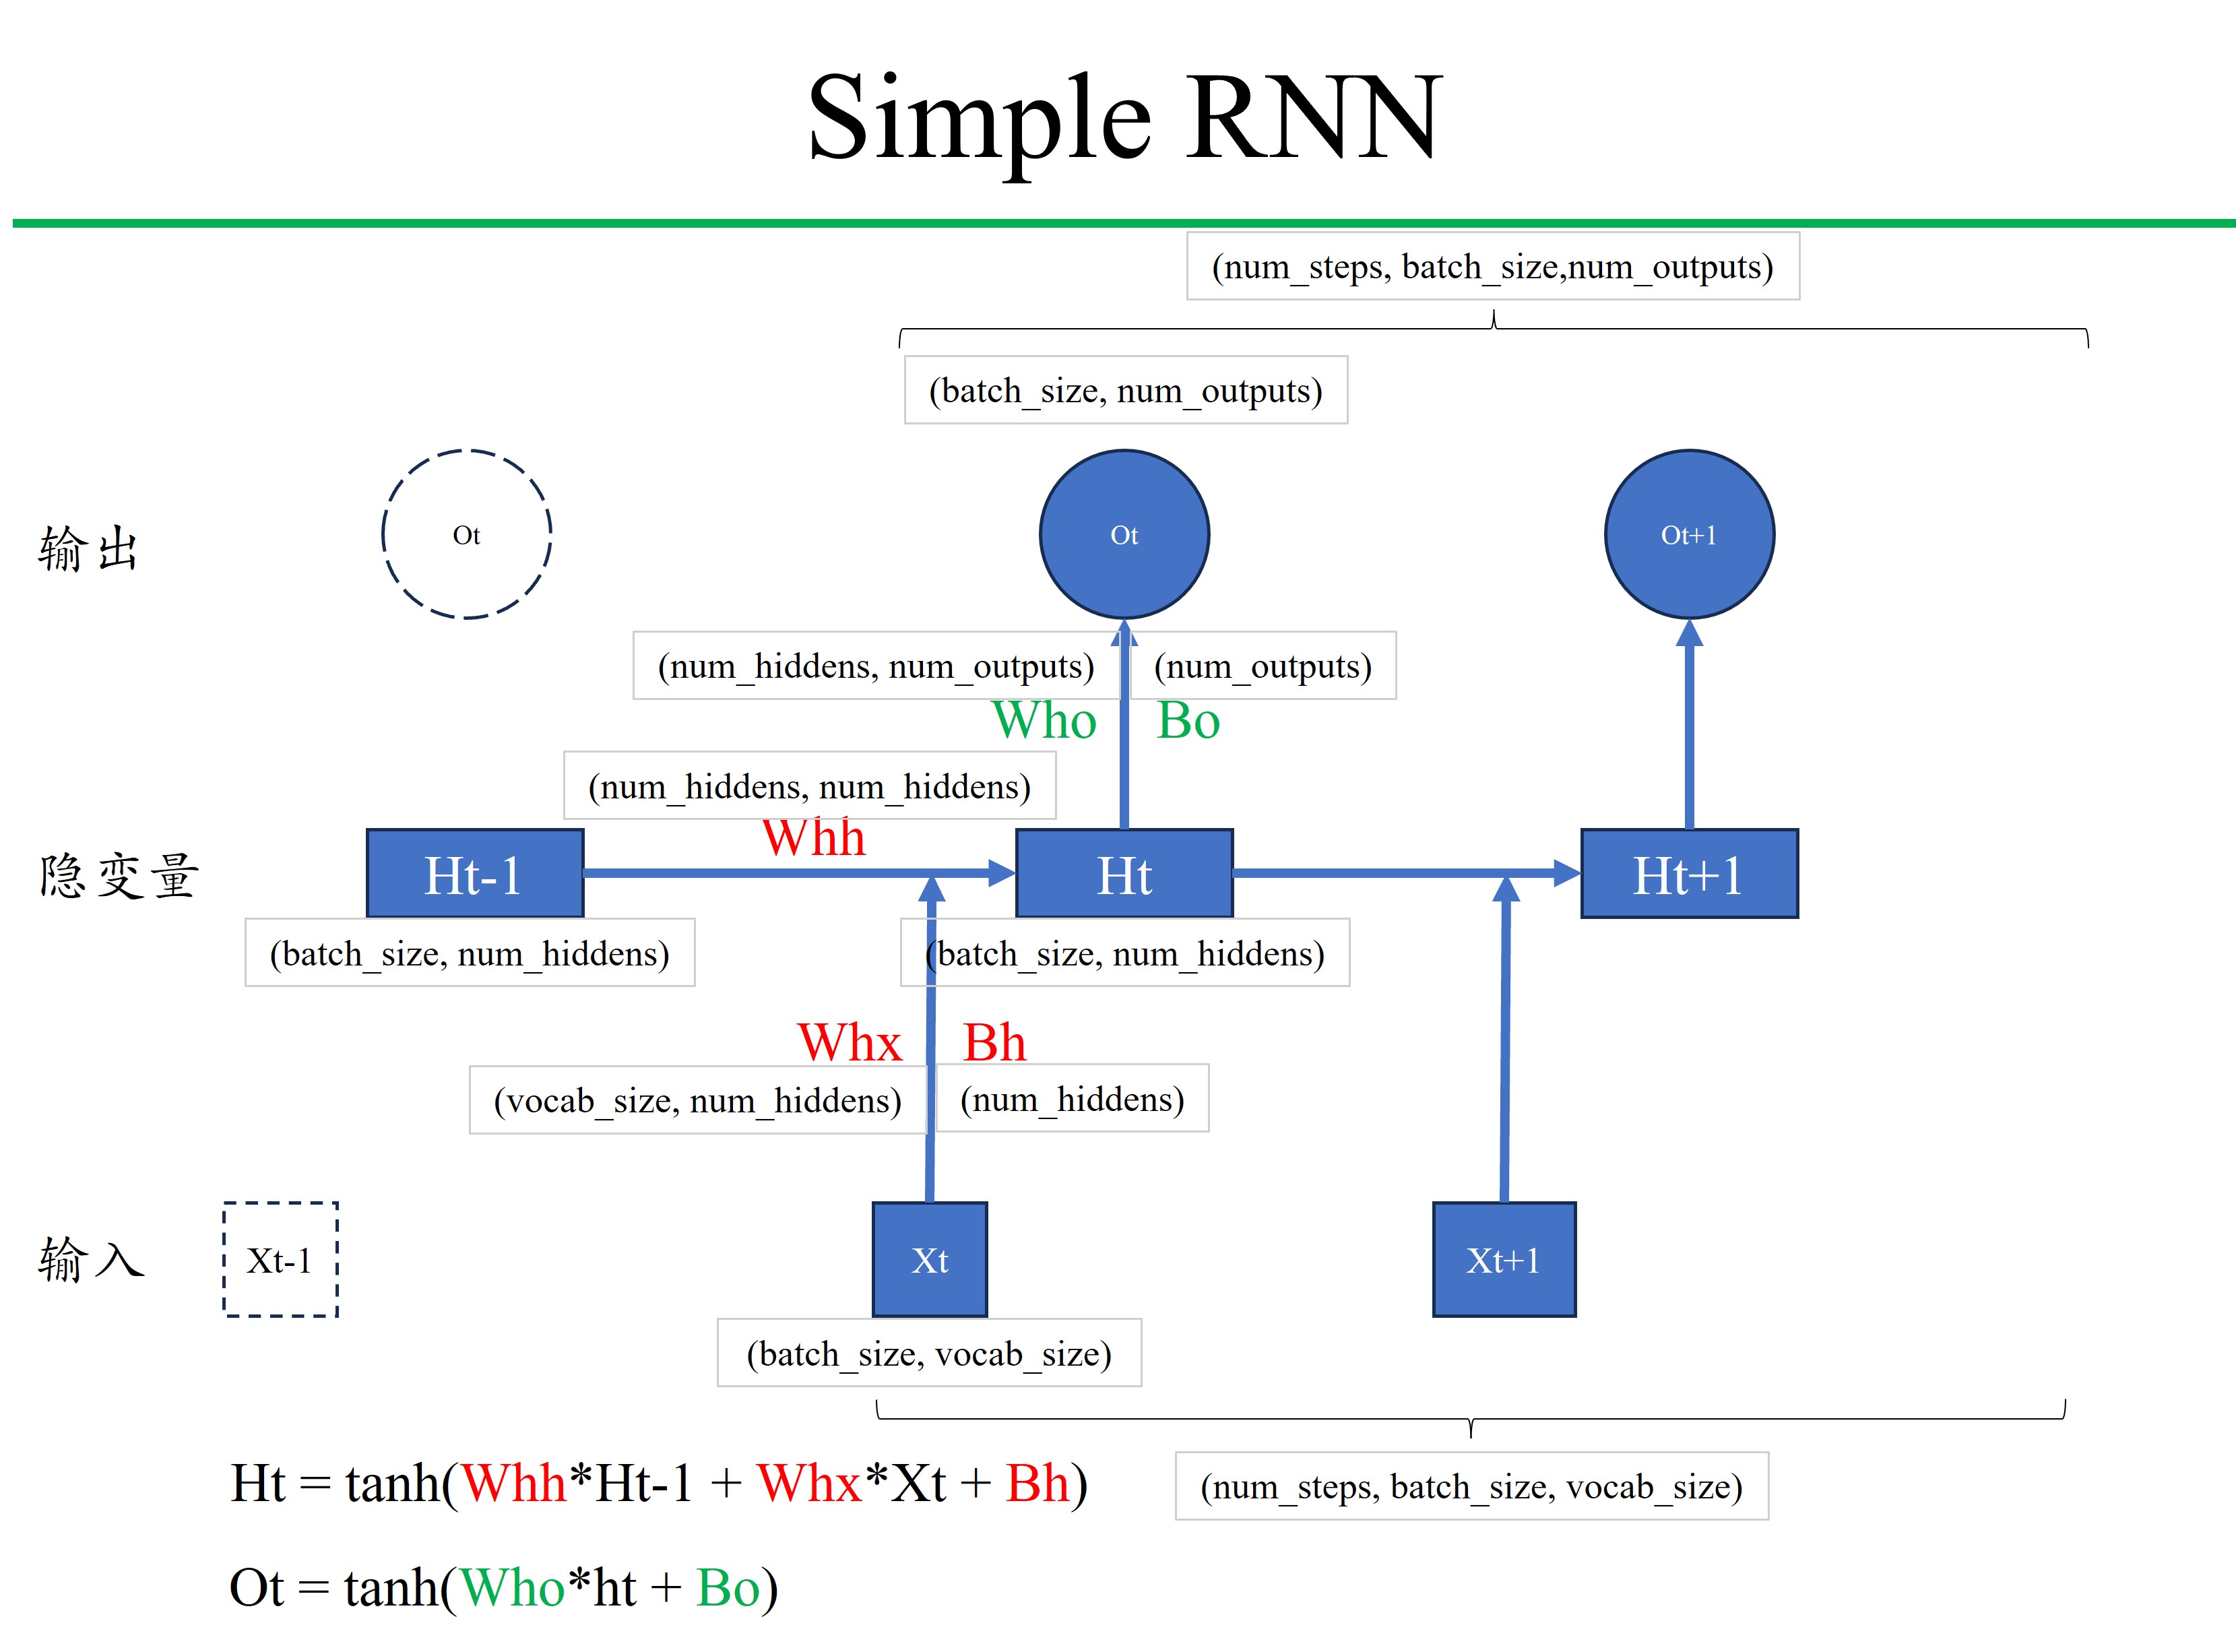 Simple RNN
(num_steps, batch_size,num_outputs)
(batch_size, num_outputs)
输出
Ot
Ot
Ot+1
(num_hiddens, num_outputs)
(num_outputs)
Who
Bo
(num_hiddens, num_hiddens)
Whh
隐变量
Ht-1
Ht
Ht+1
(batch_size, num_hiddens)
(batch_size, num_hiddens)
Whx
Bh
(vocab_size, num_hiddens)
(num_hiddens)
输入
Xt-1
Xt
Xt+1
(batch_size, vocab_size)
Ht = tanh(Whh*Ht-1 + Whx*Xt + Bh)
(num_steps, batch_size, vocab_size)
Ot = tanh(Who*ht + Bo)